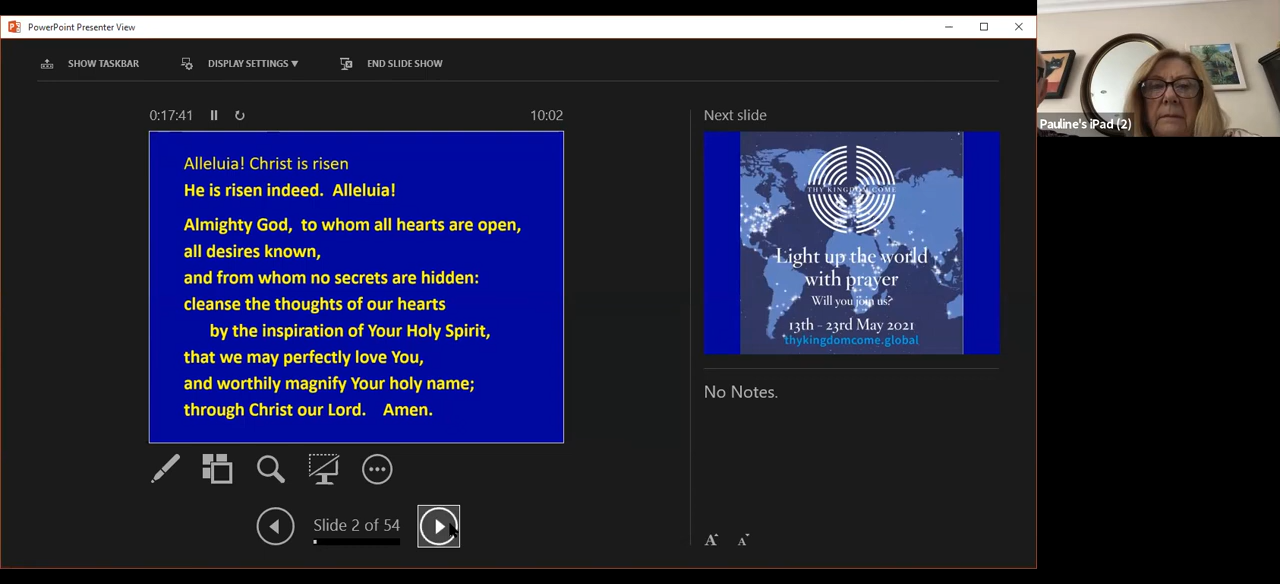 PowerPoint Presenter View
SHOW TASKBAR
DISPLAY SETTINGS ▼
END SLIDE SHOW
0:17:41
10:02
Alleluia! Christ is risen
He is risen indeed. Alleluia!
Almighty God, to whom all hearts are open,
all desires known,
and from whom no secrets are hidden:
cleanse the thoughts of our hearts
by the inspiration of Your Holy Spirit,
that we may perfectly love You,
and worthily magnify Your holy name;
through Christ our Lord. Amen.
Slide 2 of 54
Next slide
THY KINGDOM COME
Light up the world
with prayer
Will you join us?
13th - 23rd May 2021
thykingdomcome.global
No Notes.
A A
Pauline's iPad (2)